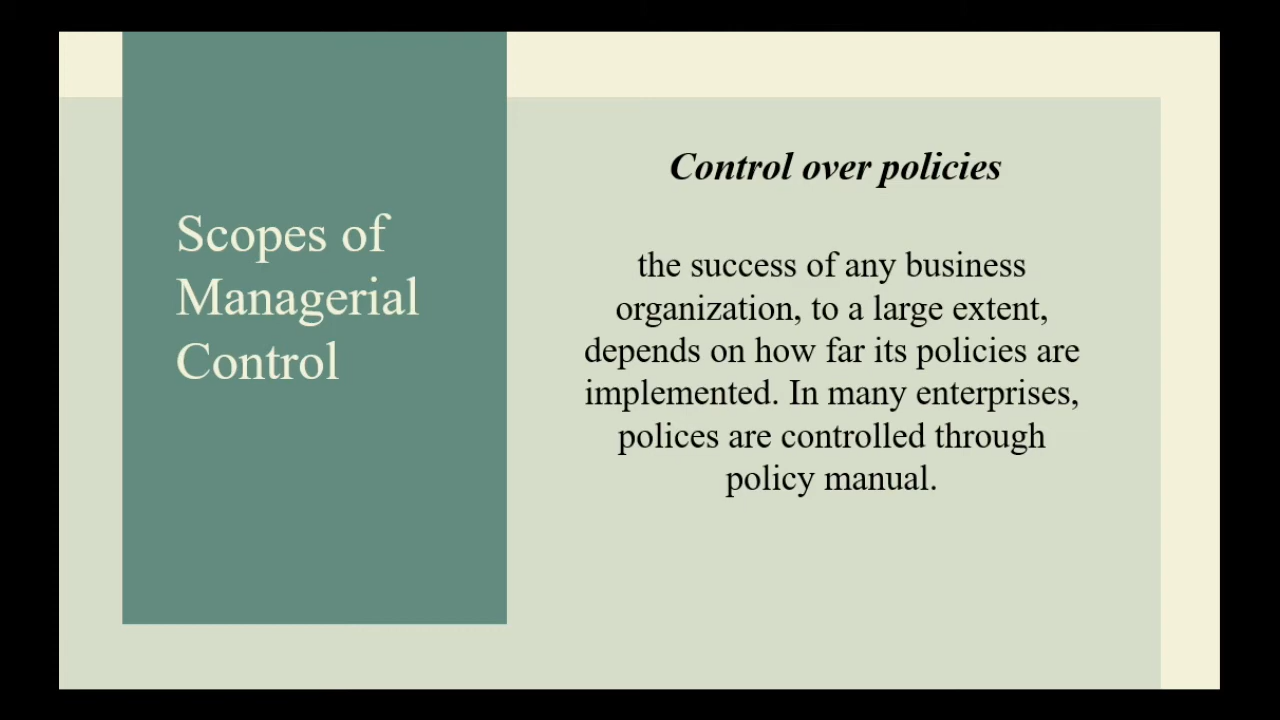 Scopes of
Managerial
Control
Control over policies
the success of any business
organization, to a large extent,
depends on how far its policies are
implemented. In many enterprises,
polices are controlled through
policy manual.